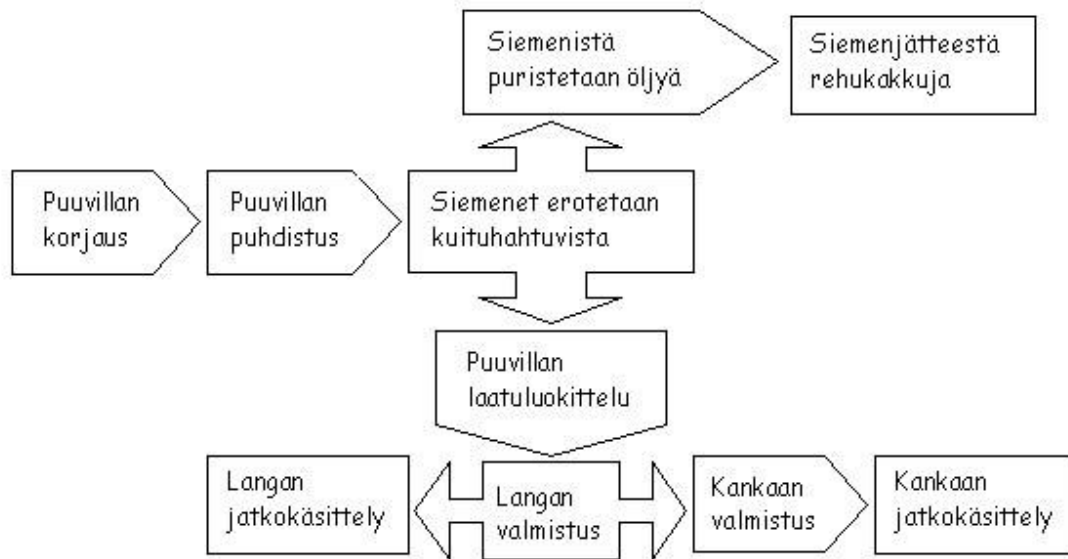 Siemenistä
puristetaan öljyä
Siemenjätteestä
rehukakkuja
Puuvillan
korjaus
Puuvillan
puhdistus
Siemenet erotetaan
kuituhahtuvista
Puuvillan
laatuluokittelu
Langan
jatkokäsittely
Langan
valmistus
Kankaan
valmistus
Kankaan
jatkokäsittely